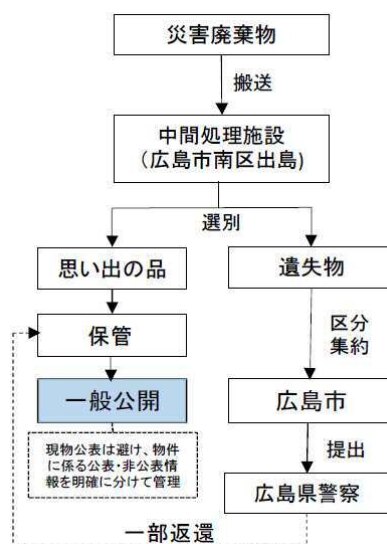 災害廃棄物
搬送
中間処理施設
（広島市南区出島）
選別
思い出の品
遺失物
保管
区分
集約
一般公開
広島市
現物公表は避け、物件
に係る公表・非公表情
報を明確に分けて管理
提出
広島県警察
一部返還